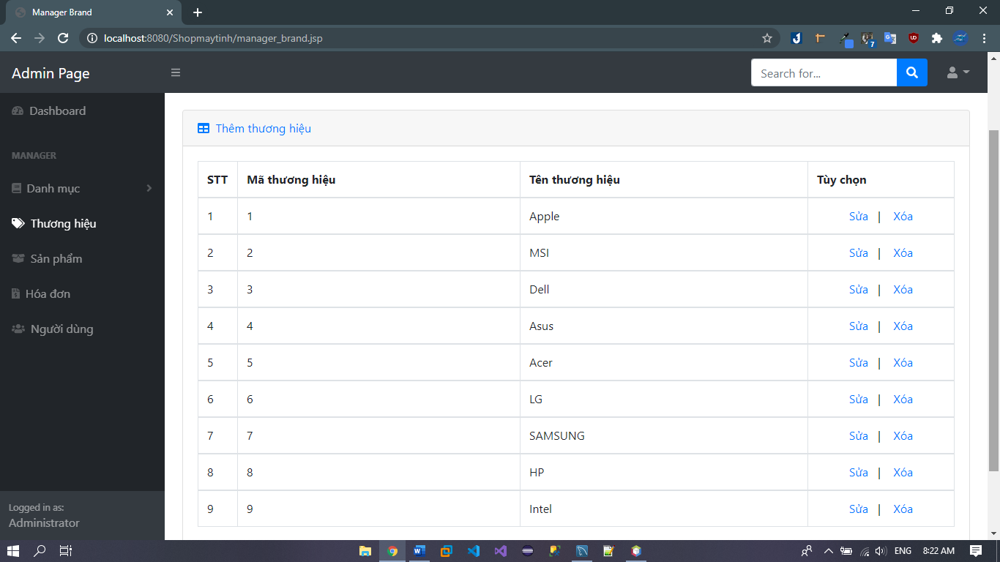 Manager Brand
localhost:8080/Shopmaytinh/manager_brand.jsp
7
Admin Page
Search for...
Dashboard
MANAGER
Danh mục
Thương hiệu
Sản phẩm
Hóa đơn
Người dùng
Logged in as:
Administrator
Thêm thương hiệu
STT Mã thương hiệu Tên thương hiệu Tùy chọn
1 1 Apple Sửa | Xóa
2 2 MSI Sửa | Xóa
3 3 Dell Sửa | Xóa
4 4 Asus Sửa | Xóa
5 5 Acer Sửa | Xóa
6 6 LG Sửa | Xóa
7 7 SAMSUNG Sửa | Xóa
8 8 HP Sửa | Xóa
9 9 Intel Sửa | Xóa
ENG 8:22 AM